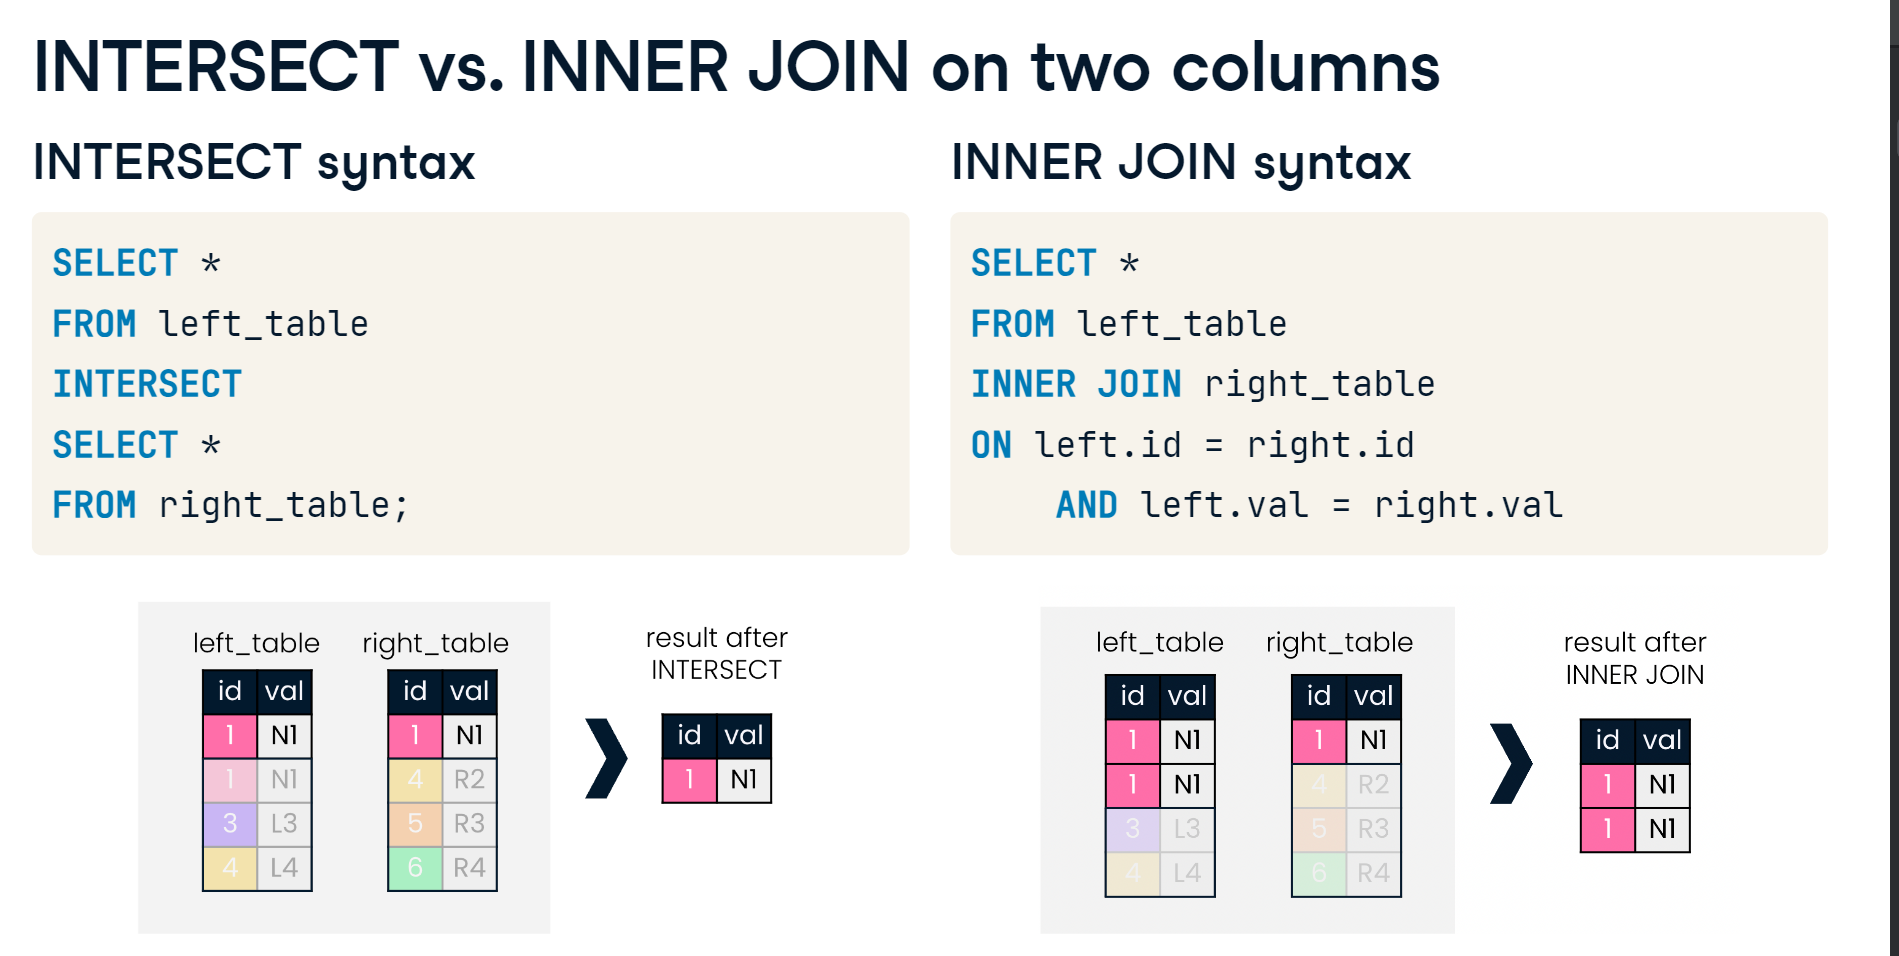 INTERSECT vs. INNER JOIN on two columns
INTERSECT syntax
SELECT *
FROM left_table
INTERSECT
SELECT *
FROM right_table;
left_table right_table
id val id val
1 N1 1 N1
1 N1 4 R2
3 L3 5 R3
4 L4 6 R4
result after
INTERSECT
id val
1 N1
INNER JOIN syntax
SELECT *
FROM left_table
INNER JOIN right_table
ON left.id = right.id
AND left.val = right.val
left_table right_table
id val id val
1 N1 1 N1
1 N1 4 R2
3 L3 5 R3
4 L4 6 R4
result after
INNER JOIN
id val
1 N1
1 N1